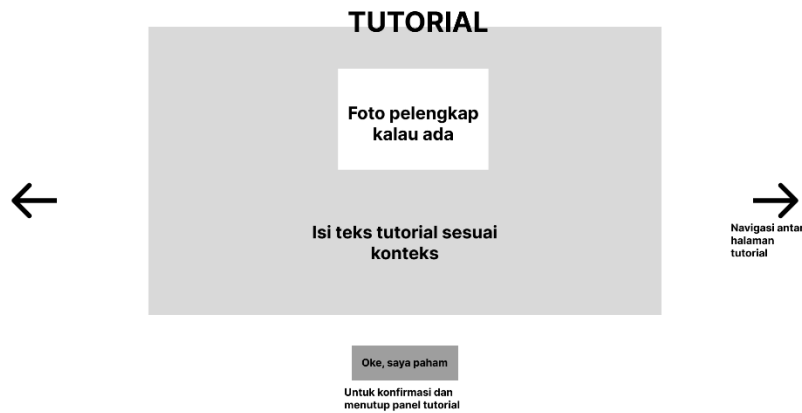 TUTORIAL
Foto pelengkap
kalau ada
Isi teks tutorial sesuai
konteks
Navigasi antar
halaman
tutorial
Oke, saya paham
Untuk konfirmasi dan
menutup panel tutorial